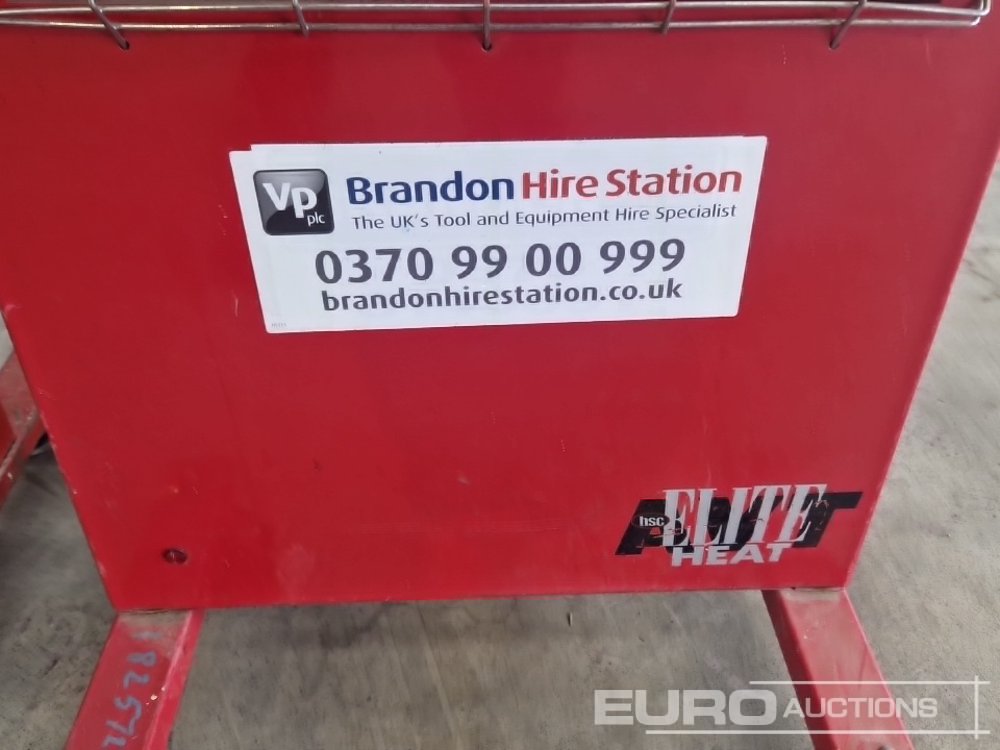 Vp plc
Brandon Hire Station
The UK's Tool and Equipment Hire Specialist
0370 99 00 999
brandonhirestation.co.uk
hsc ELITE
HEAT
EURO AUCTIONS